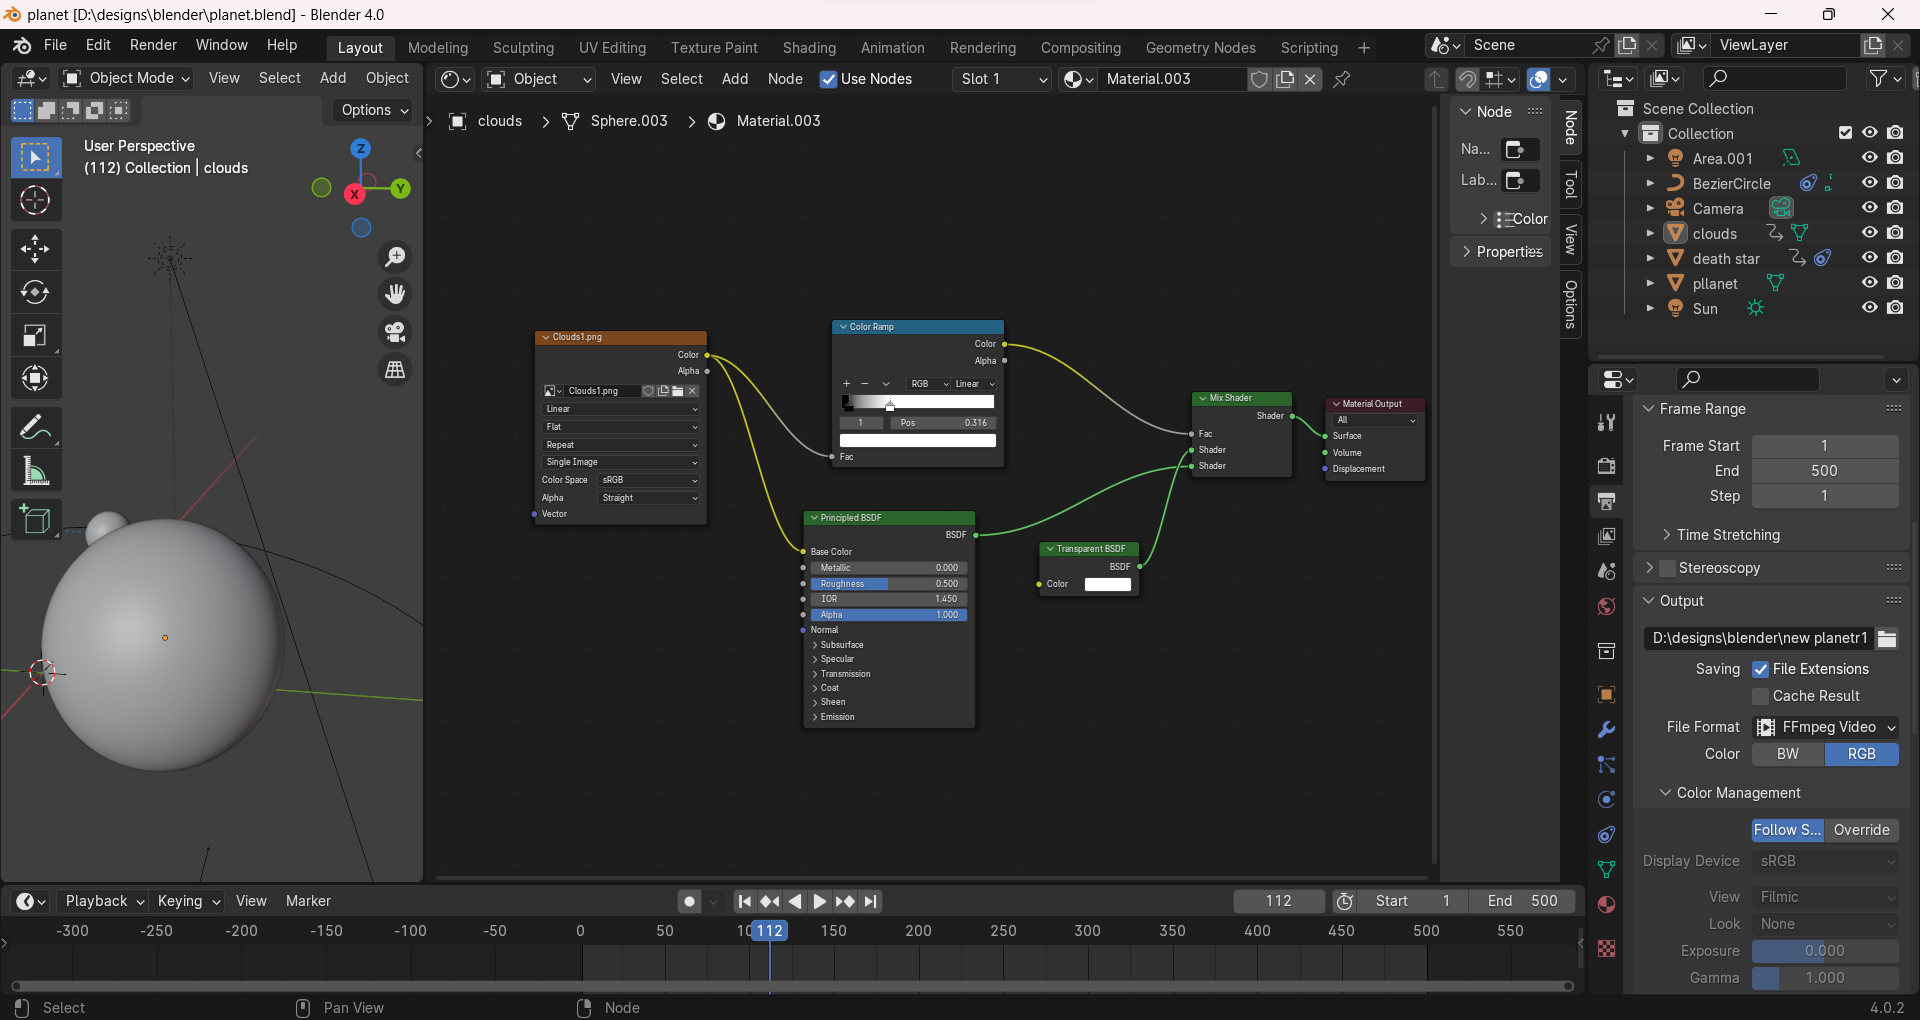 planet [D:\designs\blender\planet.blend] - Blender 4.0
File Edit Render Window Help Layout Modeling Sculpting UV Editing Texture Paint Shading Animation Rendering Compositing Geometry Nodes Scripting + Scene ViewLayer
Object Mode View Select Add Object
Object View Select Add Node Use Nodes Slot 1 Material.003
Options
clouds > Sphere.003 > Material.003
User Perspective
(112) Collection | clouds
Z
Y
X
Clouds1.png
Color
Alpha
Clouds1.png
Linear
Flat
Repeat
Single Image
Color Space sRGB
Alpha Straight
Vector
Color Ramp
Color
Alpha
+ − RGB Linear
1 Pos 0.316
Fac
Principled BSDF
BSDF
Base Color
Metallic 0.000
Roughness 0.500
IOR 1.450
Alpha 1.000
Normal
Subsurface
Specular
Transmission
Coat
Sheen
Emission
Transparent BSDF
BSDF
Color
Mix Shader
Shader
Fac
Shader
Shader
Material Output
All
Surface
Volume
Displacement
Node
Na...
Lab...
Color
Properties
Node
Tool
View
Options
Scene Collection
Collection
Area.001
BezierCircle
Camera
clouds
death star
pllanet
Sun
Frame Range
Frame Start 1
End 500
Step 1
Time Stretching
Stereoscopy
Output
D:\designs\blender\new planetr1
Saving File Extensions
Cache Result
File Format FFmpeg Video
Color BW RGB
Color Management
Follow S... Override
Display Device sRGB
View Filmic
Look None
Exposure 0.000
Gamma 1.000
Playback Keying View Marker 112 Start 1 End 500
-300 -250 -200 -150 -100 -50 0 50 10 112 150 200 250 300 350 400 450 500 550
Select Pan View Node 4.0.2